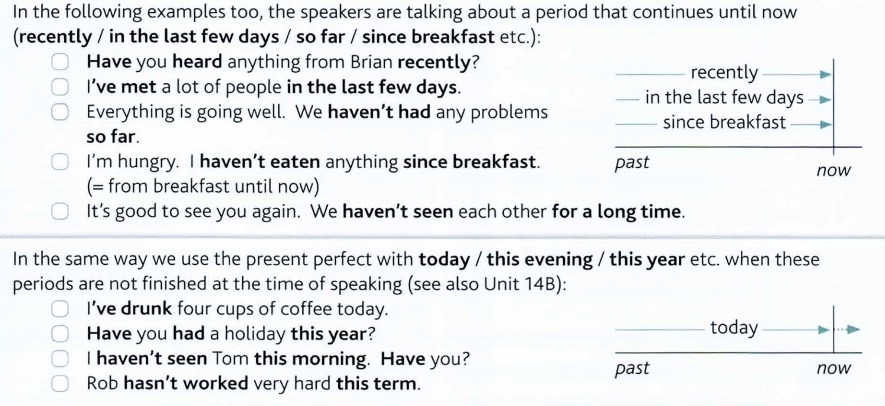 In the following examples too, the speakers are talking about a period that continues until now
(recently / in the last few days / so far / since breakfast etc.):
Have you heard anything from Brian recently?
I've met a lot of people in the last few days.
Everything is going well. We haven't had any problems
so far.
I'm hungry. I haven't eaten anything since breakfast.
(= from breakfast until now)
It's good to see you again. We haven't seen each other for a long time.
recently
in the last few days
since breakfast
past
now
In the same way we use the present perfect with today / this evening / this year etc. when these
periods are not finished at the time of speaking (see also Unit 14B):
I've drunk four cups of coffee today.
Have you had a holiday this year?
I haven't seen Tom this morning. Have you?
Rob hasn't worked very hard this term.
today
past
now